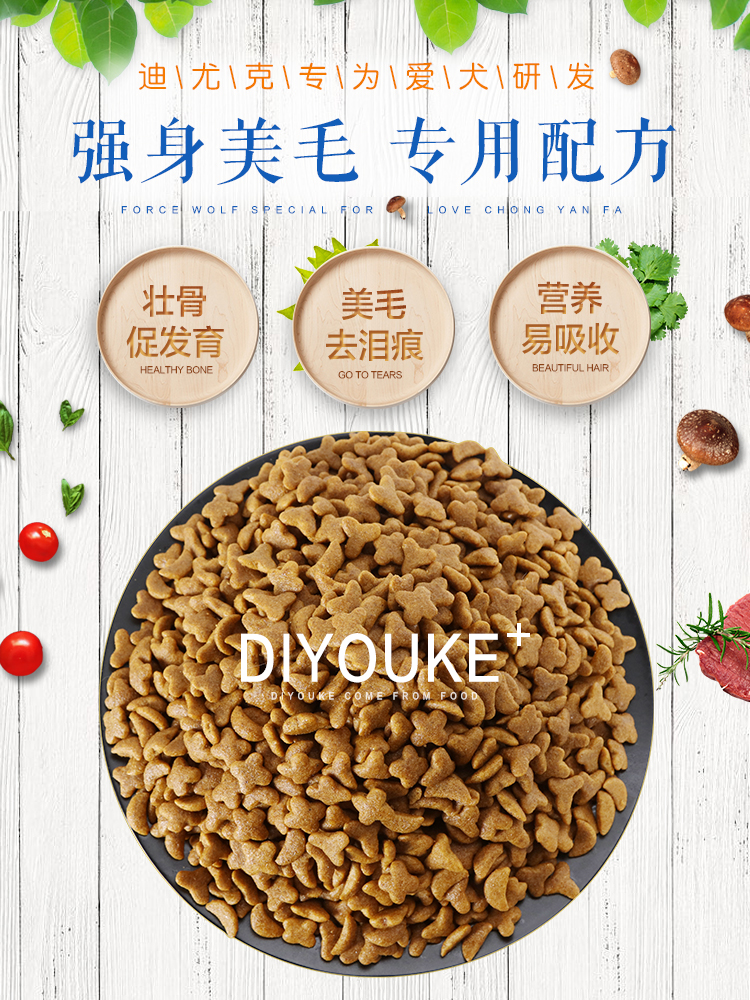 迪\尤\克\专\为\爱\犬\研\发
强身美毛 专用配方
FORCE WOLF SPECIAL FOR LOVE CHONG YAN FA
壮骨
促发育
HEALTHY BONE
美毛
去泪痕
GO TO TEARS
营养
易吸收
BEAUTIFUL HAIR
DIYOUKE+
DIYOUKE COME FROM FOOD